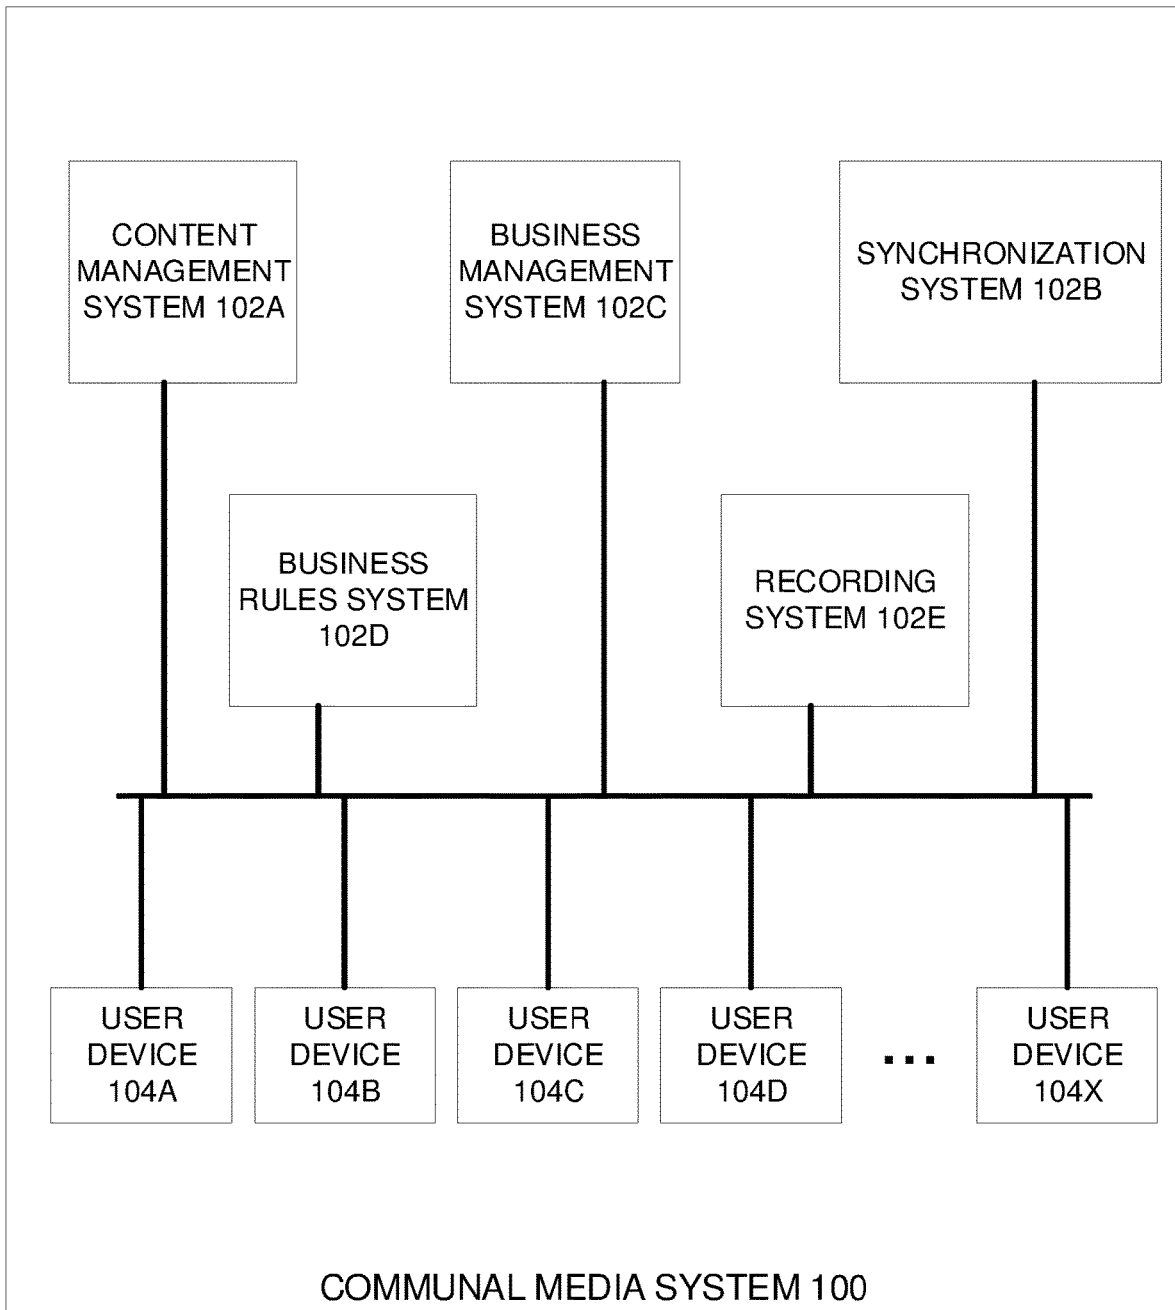 CONTENT
MANAGEMENT
SYSTEM 102A
BUSINESS
MANAGEMENT
SYSTEM 102C
SYNCHRONIZATION
SYSTEM 102B
BUSINESS
RULES SYSTEM
102D
RECORDING
SYSTEM 102E
USER
DEVICE
104A
USER
DEVICE
104B
USER
DEVICE
104C
USER
DEVICE
104D
...
USER
DEVICE
104X
COMMUNAL MEDIA SYSTEM 100